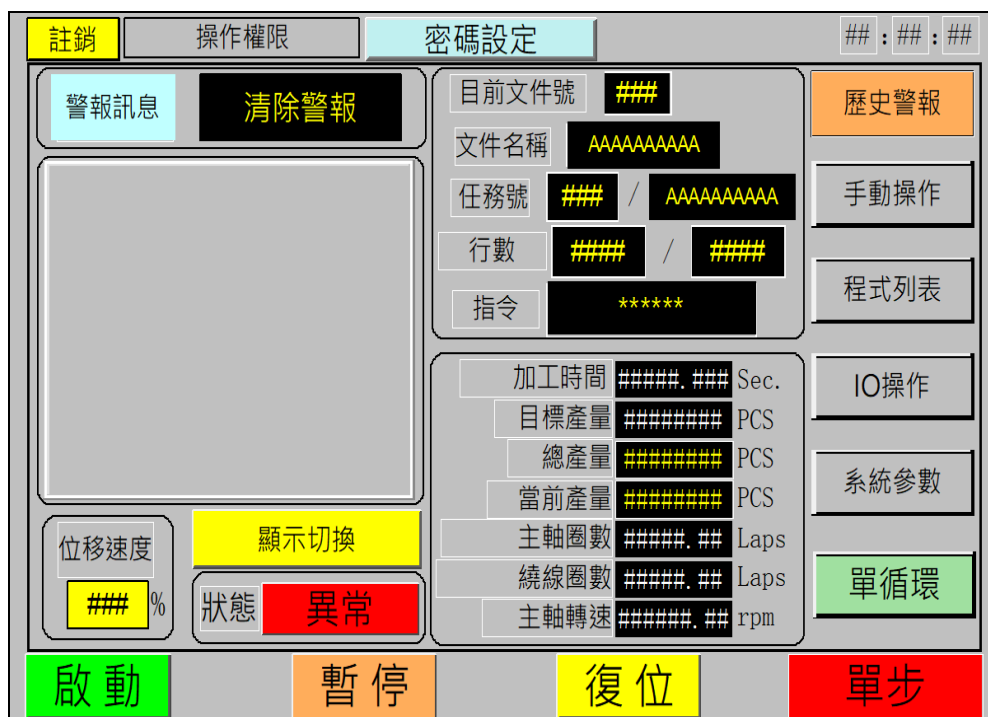 註銷 操作權限 密碼設定 ## : ## : ##
警報訊息 清除警報
目前文件號 ###
文件名稱 AAAAAAAAAA
任務號 ### / AAAAAAAAAA
行數 #### / ####
指令 ******
加工時間 #####.### Sec.
目標產量 ######## PCS
總產量 ######## PCS
當前產量 ######## PCS
主軸圈數 #####.## Laps
繞線圈數 #####.## Laps
主軸轉速 ######.## rpm
位移速度
### %
顯示切換
狀態 異常
歷史警報
手動操作
程式列表
IO操作
系統參數
單循環
啟動 暫停 復位 單步